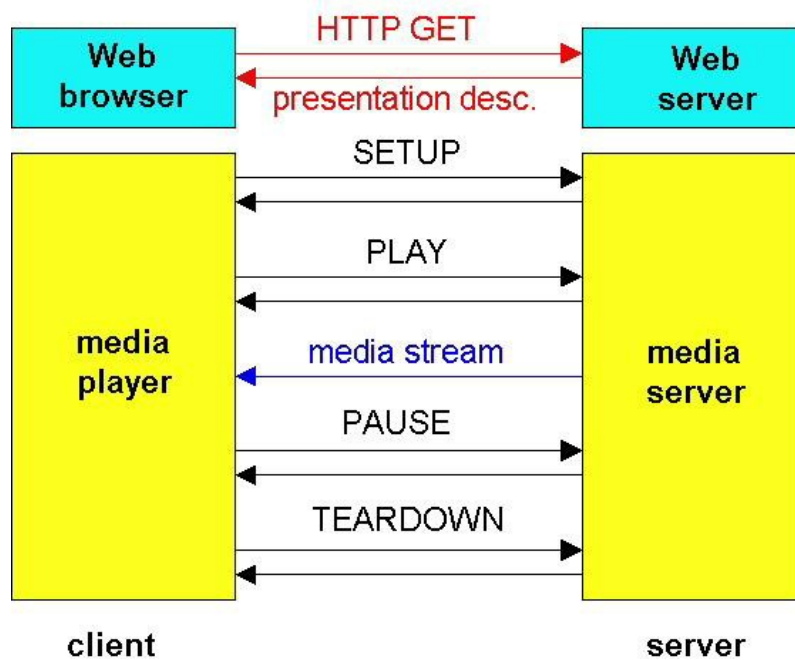 HTTP GET
Web
browser
Web
server
presentation desc.
SETUP
PLAY
media
player
media stream
media
server
PAUSE
TEARDOWN
client
server